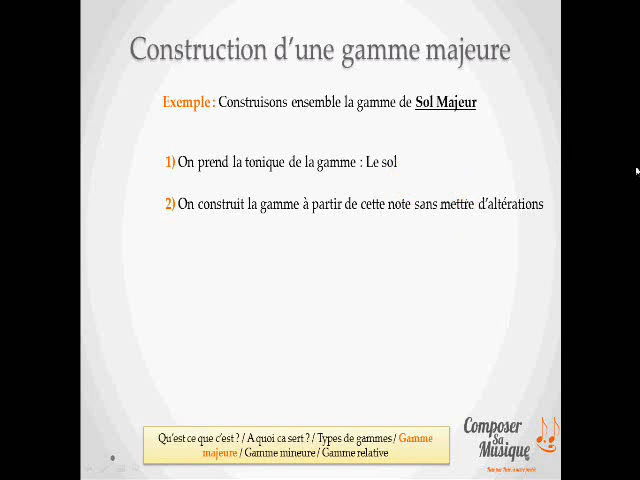 Construction d’une gamme majeure
Exemple : Construisons ensemble la gamme de Sol Majeur
1) On prend la tonique de la gamme : Le sol
2) On construit la gamme à partir de cette note sans mettre d’altérations
Qu’est ce que c’est ? / A quoi ca sert ? / Types de gammes / Gamme
majeure / Gamme mineure / Gamme relative
Composer
Sa
Musique